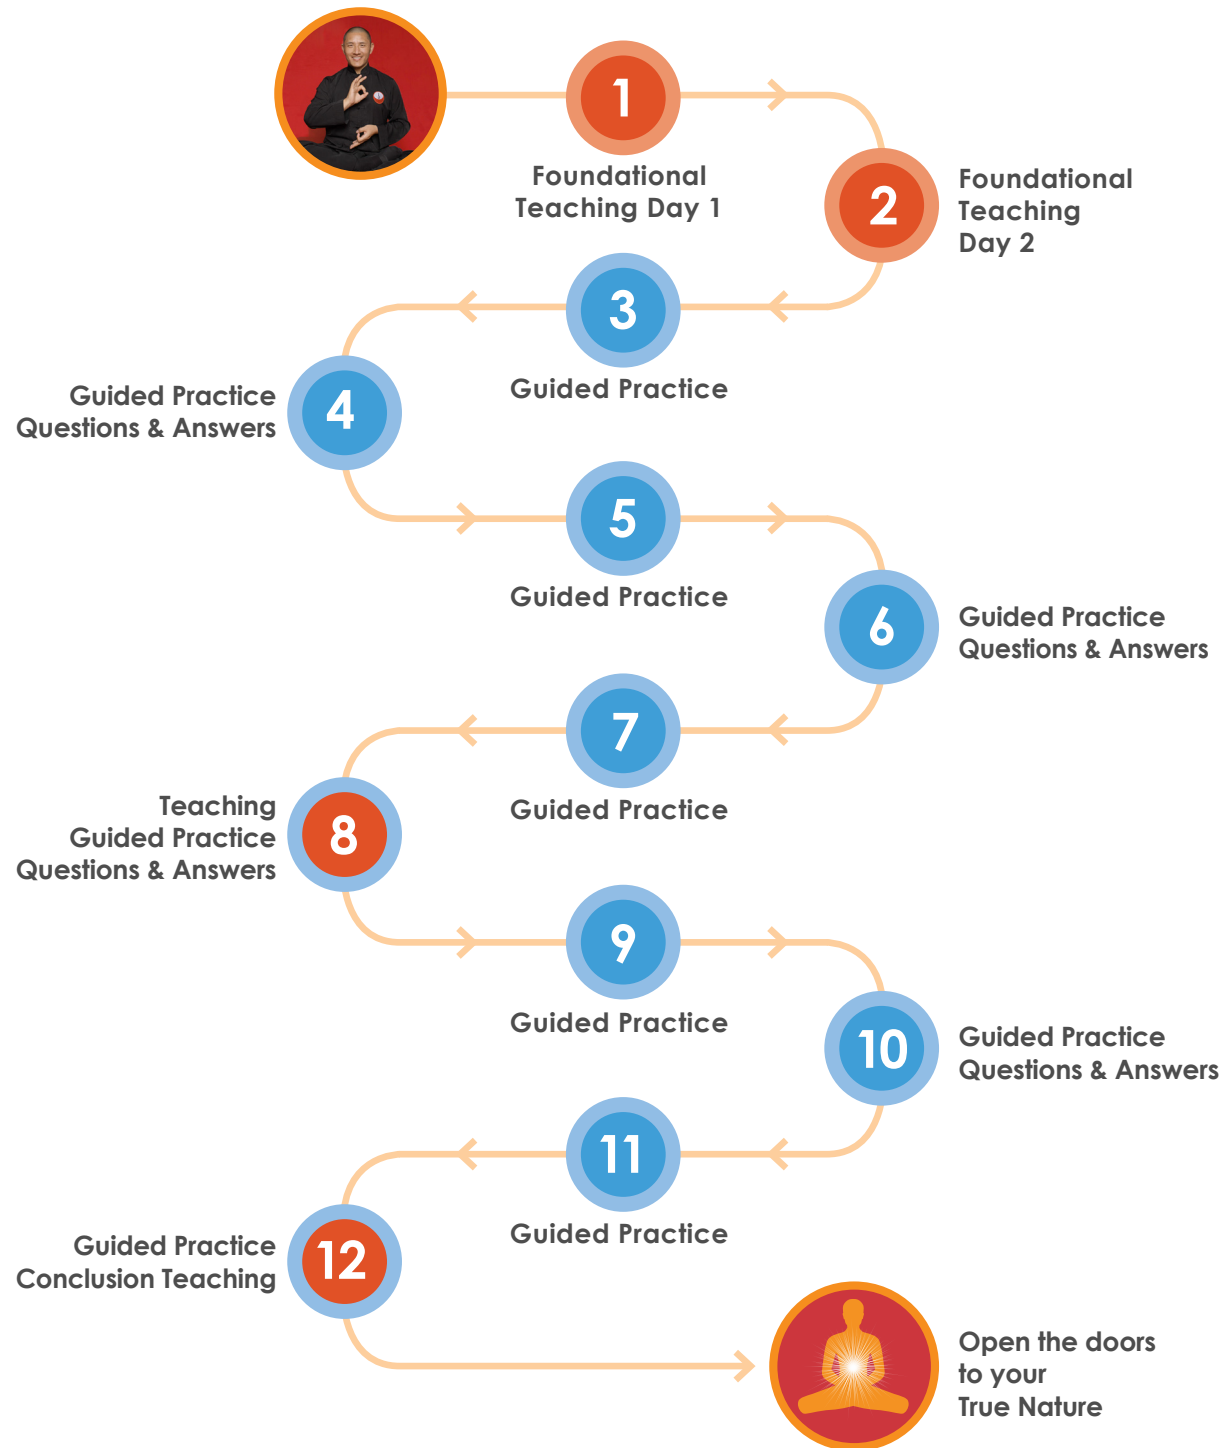 1
Foundational
Teaching Day 1
2
Foundational
Teaching
Day 2
3
Guided Practice
4
Guided Practice
Questions & Answers
5
Guided Practice
6
Guided Practice
Questions & Answers
7
Guided Practice
8
Teaching
Guided Practice
Questions & Answers
9
Guided Practice
10
Guided Practice
Questions & Answers
11
Guided Practice
12
Guided Practice
Conclusion Teaching
Open the doors
to your
True Nature